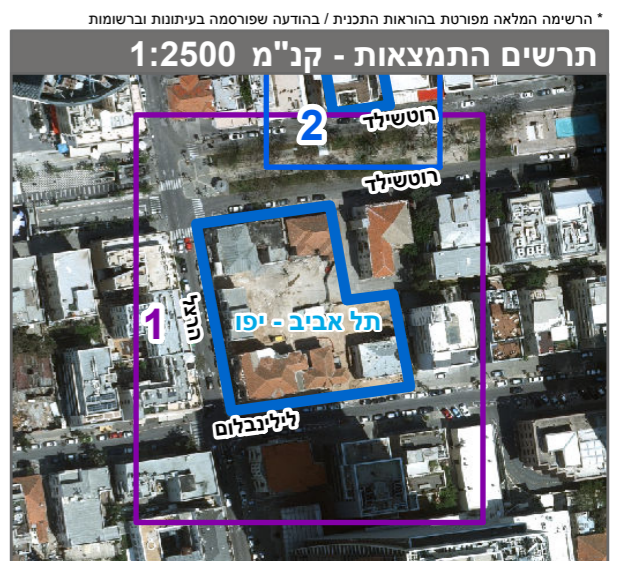 * הרשימה המלאה מפורטת בהוראות התכנית / בהודעה שפורסמה בעיתונות וברשומות
תרשים התמצאות - קנ"מ 1:2500
2
רוטשילד
רוטשילד
הרצל
1
תל אביב - יפו
לילינבלום